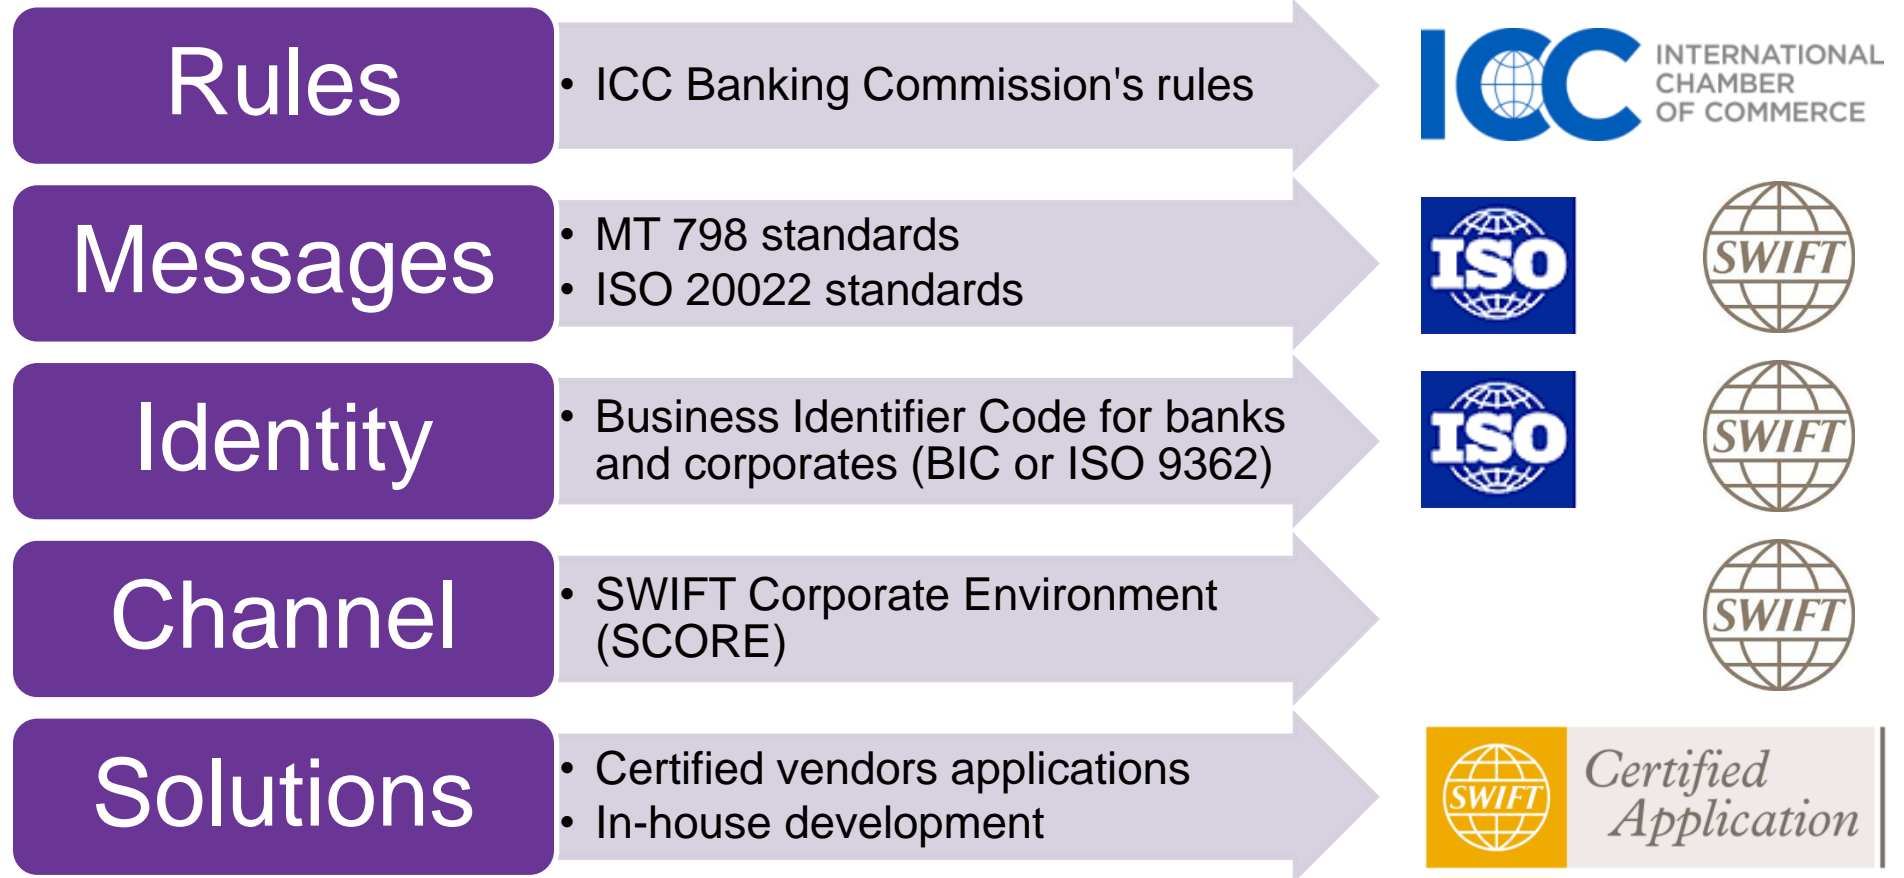 Rules
• ICC Banking Commission's rules
ICC INTERNATIONAL
CHAMBER
OF COMMERCE
Messages
• MT 798 standards
• ISO 20022 standards
ISO
SWIFT
Identity
• Business Identifier Code for banks
and corporates (BIC or ISO 9362)
ISO
SWIFT
Channel
• SWIFT Corporate Environment
(SCORE)
SWIFT
Solutions
• Certified vendors applications
• In-house development
SWIFT
Certified
Application